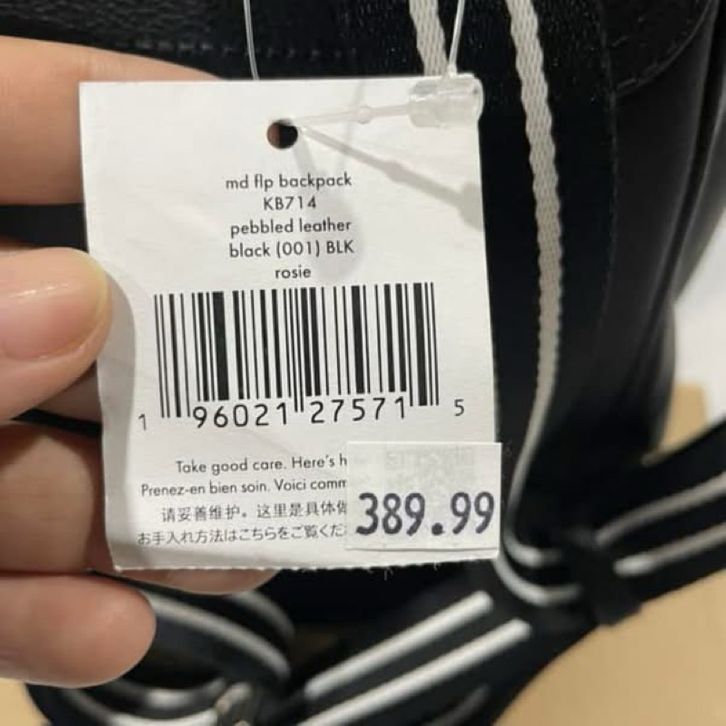 md flp backpack
KB714
pebbled leather
black (001) BLK
rosie
1 96021 27571 5
Take good care. Here's h
Prenez-en bien soin. Voici comm
请妥善维护。这里是具体
お手入れ方法はこちらをご覧くだ
389.99